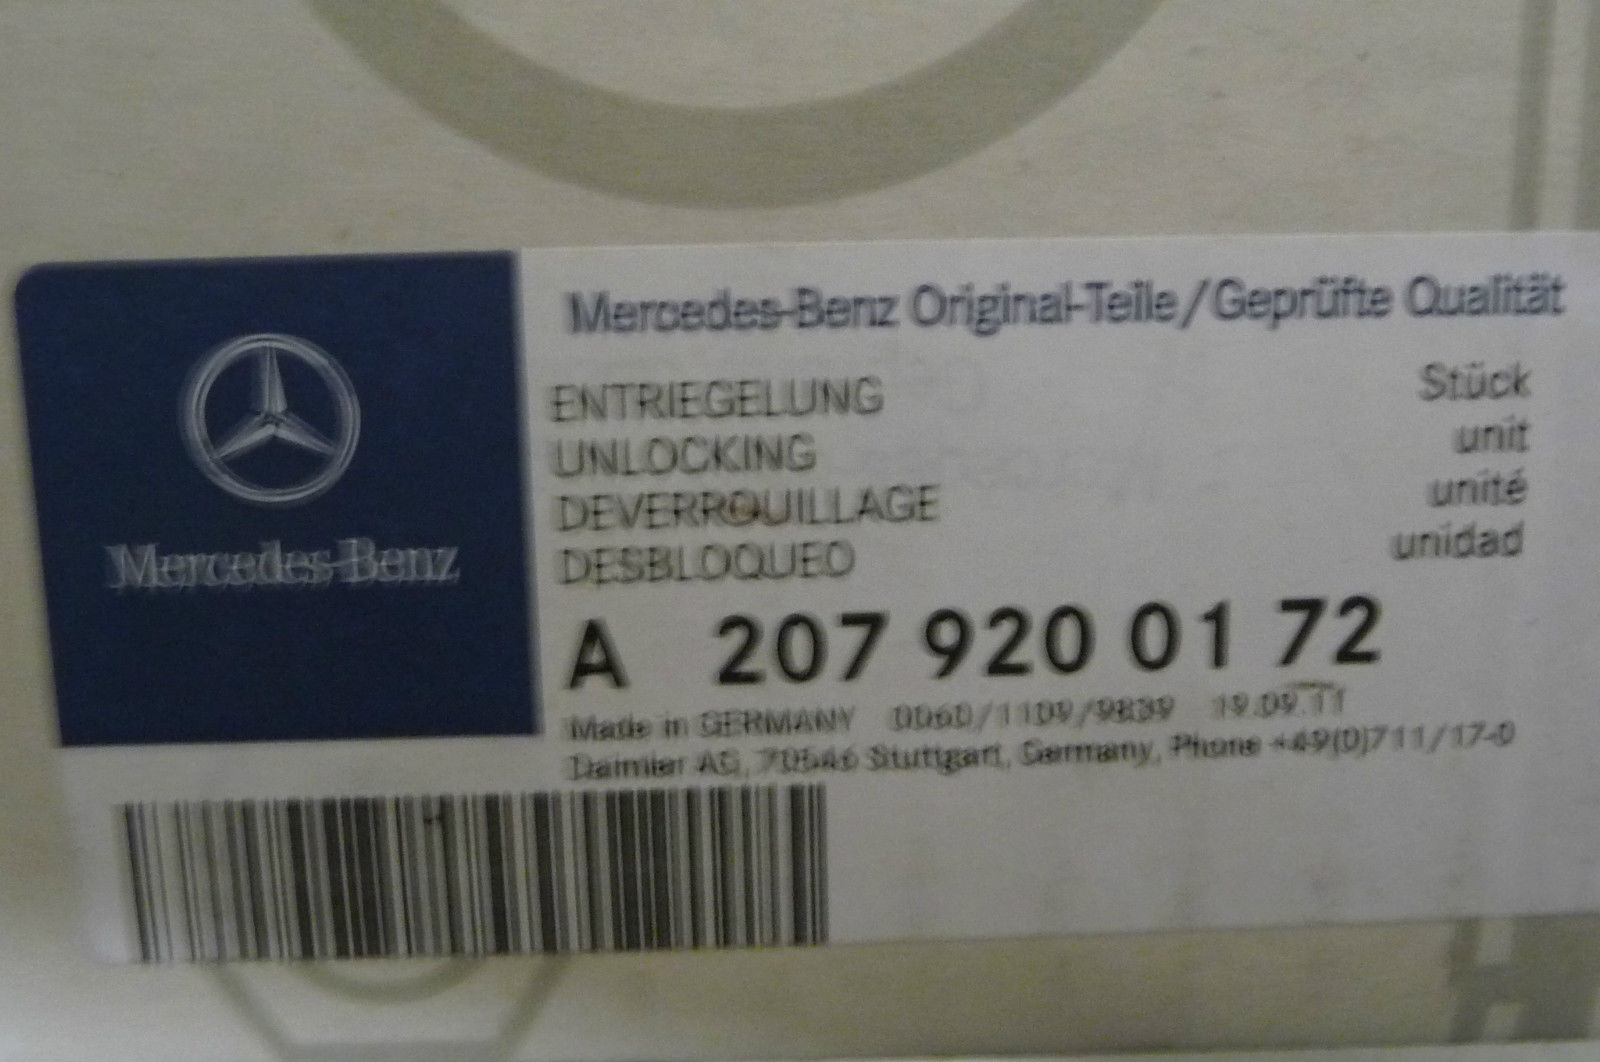 Mercedes-Benz
Mercedes-Benz Original-Teile/Geprüfte Qualität
ENTRIEGELUNG Stück
UNLOCKING unit
DEVERROUILLAGE unité
DESBLOQUEO unidad
A 207 920 01 72
Made in GERMANY 0060/1109/9839 19.09.11
Daimler AG, 70546 Stuttgart, Germany, Phone +49(0)711/17-0